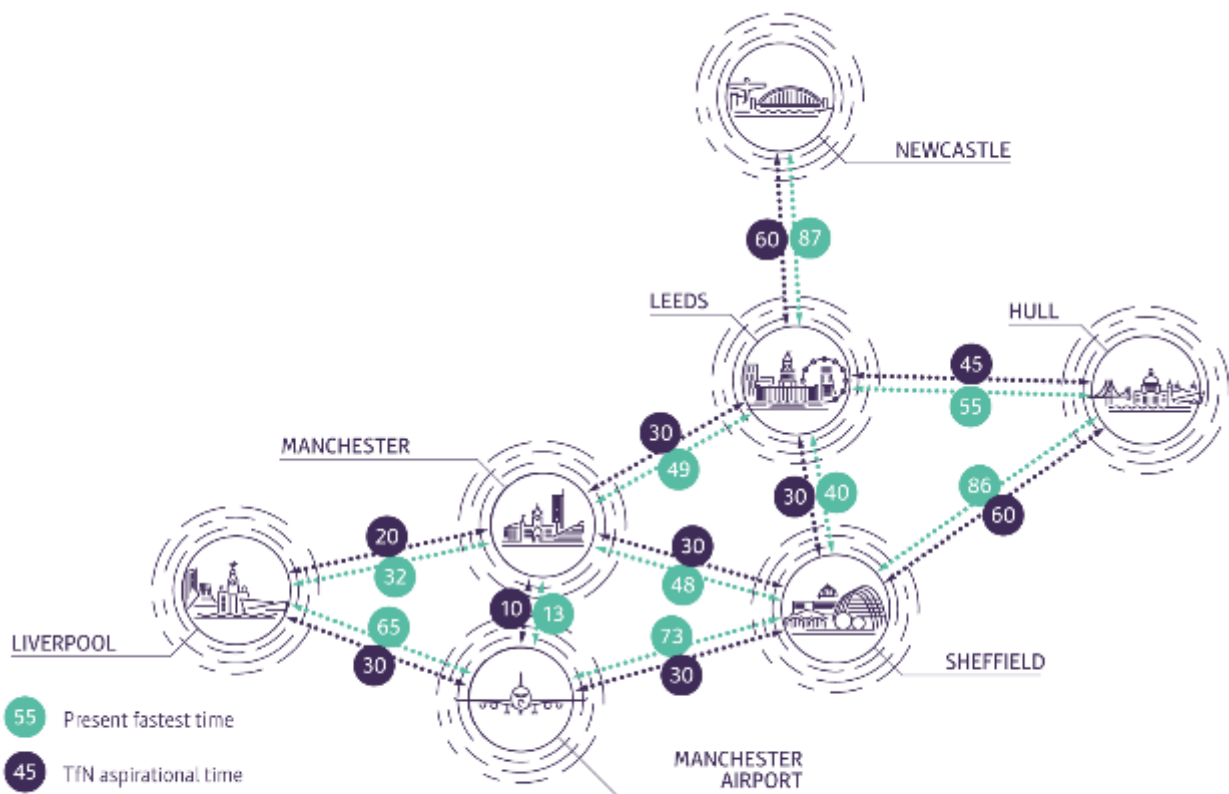 NEWCASTLE
60
87
LEEDS
HULL
45
55
30
49
MANCHESTER
30
40
86
60
20
32
30
48
10
13
65
30
73
30
LIVERPOOL
SHEFFIELD
55 Present fastest time
45 TfN aspirational time
MANCHESTER
AIRPORT